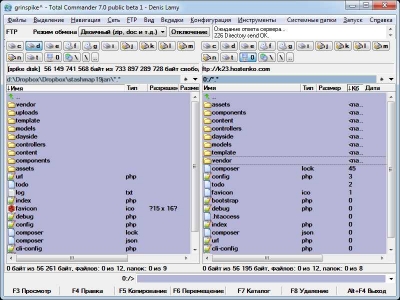 grinspike* - Total Commander 7.0 public beta 1 - Denis Lamy
Файлы Выделение Навигация Сеть FTP Вид Вкладки Конфигурация Инструменты Системные папки Запуск Справка
FTP Режим обмена Двоичный (zip, doc и т.д.) Отключение
Ожидание ответа сервера...
226 Directory send OK.
c d e f g h i j k l m n
o 0 \ ..
56 149 741 568 байт из 733 897 289 728 байт свобо,
ftp://k23.hostenko.com
d:\Dropbox\Dropbox\stashmap 19jan\*.*
0:/*.*
Имя Тип Разрешен Разме
..
vendor
uploads
template
models
dayside
controllers
content
components
assets
url php
todo
log txt
index php
favicon ico ?15 x 16?
debug php
config php
composer lock
composer json
cli-config php
Имя Тип Размер Кб Дата
..
assets <па...
components <па...
content <па...
controllers <па...
dayside <па...
models <па...
template <па...
vendor <па...
composer lock 45
config php 3
todo 2
favicon ico 1
bootstrap php 0
debug php 0
.htaccess 0
index php 0
url php 0
composer json 0
cli-config php 0
0 байт из 56 261 байт, Файлов: 0 из 12, папок: 0 из 9
0 байт из 56 195 байт, Файлов: 0 из 12, папок: 0 из 8
0:/>
F3 Просмотр F4 Правка F5 Копирование F6 Перемещение F7 Каталог F8 Удаление Alt+F4 Выход